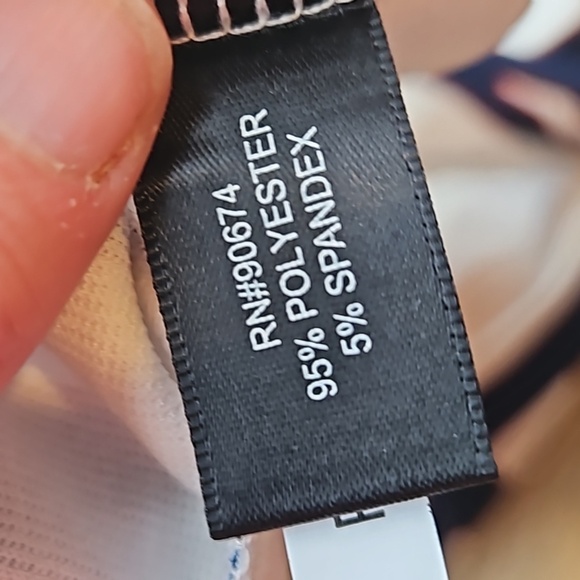 RN#90674
95% POLYESTER
5% SPANDEX